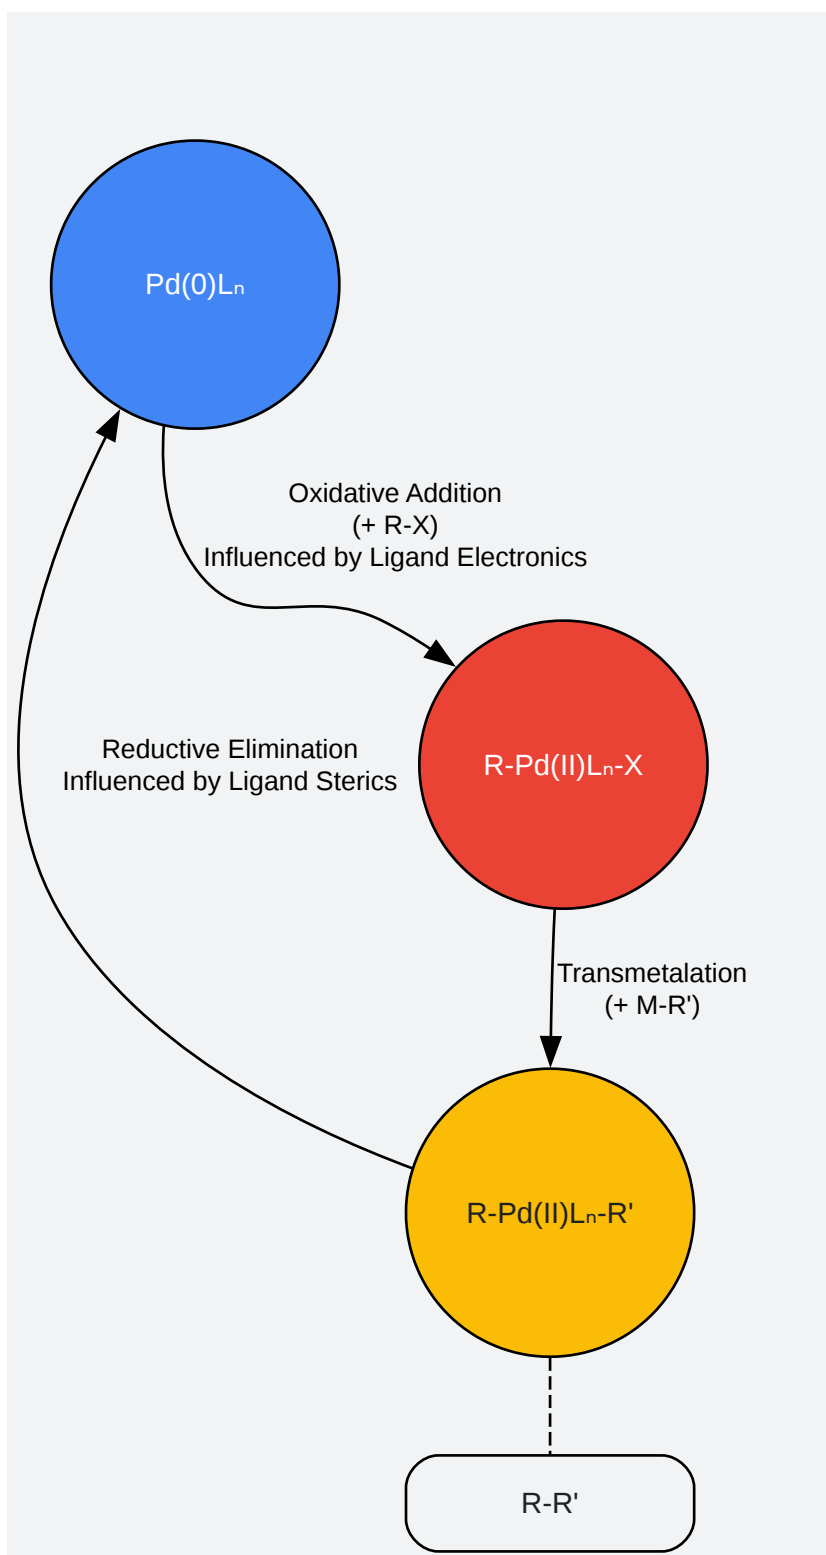 Pd(0)Lₙ
Oxidative Addition
(+ R-X)
Influenced by Ligand Electronics
Reductive Elimination
Influenced by Ligand Sterics
R-Pd(II)Lₙ-X
Transmetalation
(+ M-R')
R-Pd(II)Lₙ-R'
R-R'